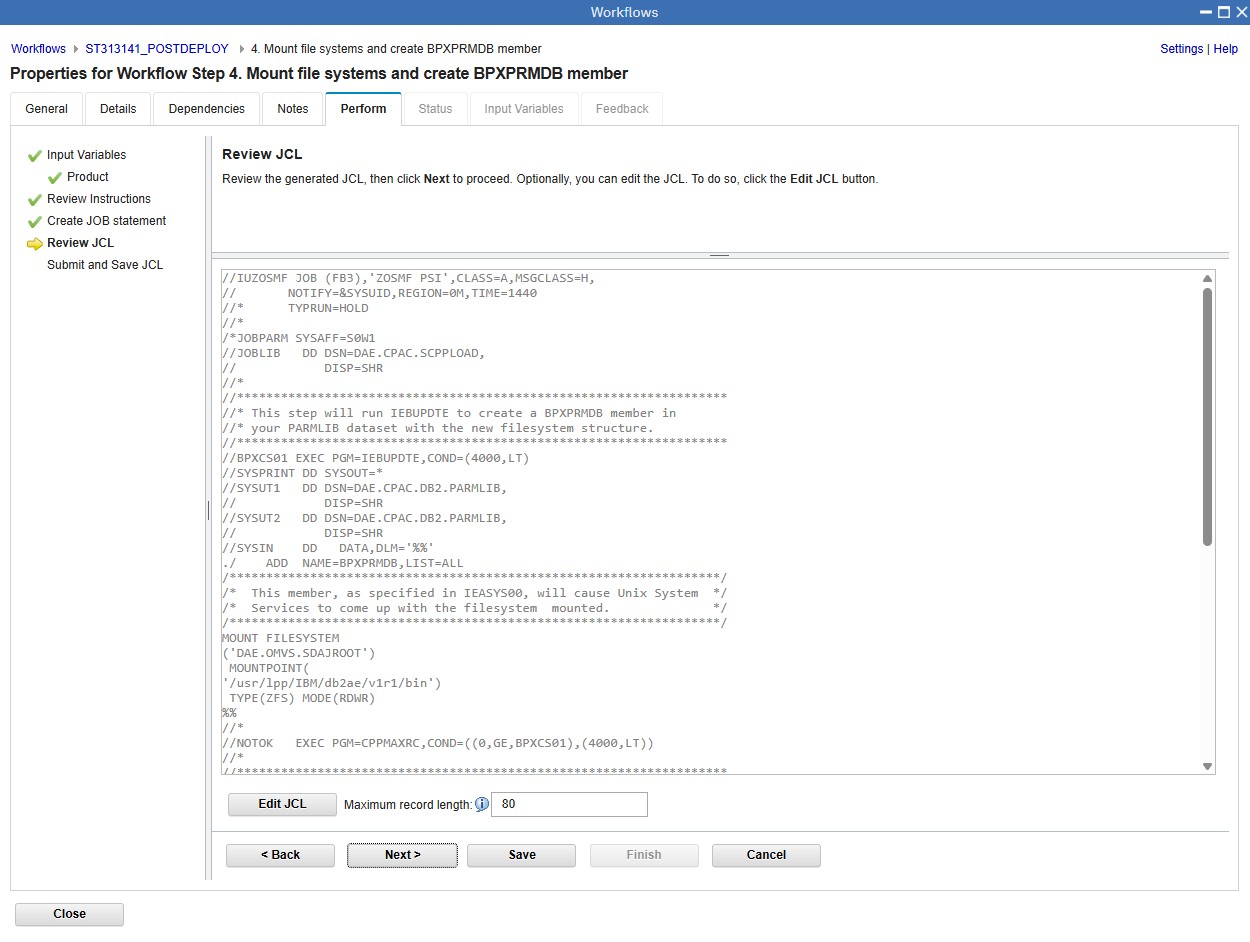 Workflows
Workflows ST313141_POSTDEPLOY 4. Mount file systems and create BPXPRMDB member Settings | Help
Properties for Workflow Step 4. Mount file systems and create BPXPRMDB member
General Details Dependencies Notes Perform Status Input Variables Feedback
Input Variables
Product
Review Instructions
Create JOB statement
Review JCL
Submit and Save JCL
Review JCL
Review the generated JCL, then click Next to proceed. Optionally, you can edit the JCL. To do so, click the Edit JCL button.
//IUZOSMF JOB (FB3),'ZOSMF PSI',CLASS=A,MSGCLASS=H,
//       NOTIFY=&SYSUID,REGION=0M,TIME=1440
//*      TYPRUN=HOLD
//*
/*JOBPARM SYSAFF=S0W1
//JOBLIB   DD DSN=DAE.CPAC.SCPPLOAD,
//            DISP=SHR
//*
//*******************************************************************
//* This step will run IEBUPDTE to create a BPXPRMDB member in
//* your PARMLIB dataset with the new filesystem structure.
//*******************************************************************
//BPXCS01 EXEC PGM=IEBUPDTE,COND=(4000,LT)
//SYSPRINT DD SYSOUT=*
//SYSUT1   DD DSN=DAE.CPAC.DB2.PARMLIB,
//            DISP=SHR
//SYSUT2   DD DSN=DAE.CPAC.DB2.PARMLIB,
//            DISP=SHR
//SYSIN    DD   DATA,DLM='%%'
./    ADD  NAME=BPXPRMDB,LIST=ALL
/*******************************************************************/
/*  This member, as specified in IEASYS00, will cause Unix System  */
/*  Services to come up with the filesystem  mounted.              */
/*******************************************************************/
MOUNT FILESYSTEM
('DAE.OMVS.SDAJROOT')
 MOUNTPOINT(
'/usr/lpp/IBM/db2ae/v1r1/bin')
 TYPE(ZFS) MODE(RDWR)
%%
//*
//NOTOK   EXEC PGM=CPPMAXRC,COND=((0,GE,BPXCS01),(4000,LT))
//*
//*******************************************************************
Edit JCL Maximum record length: 80
< Back Next > Save Finish Cancel
Close